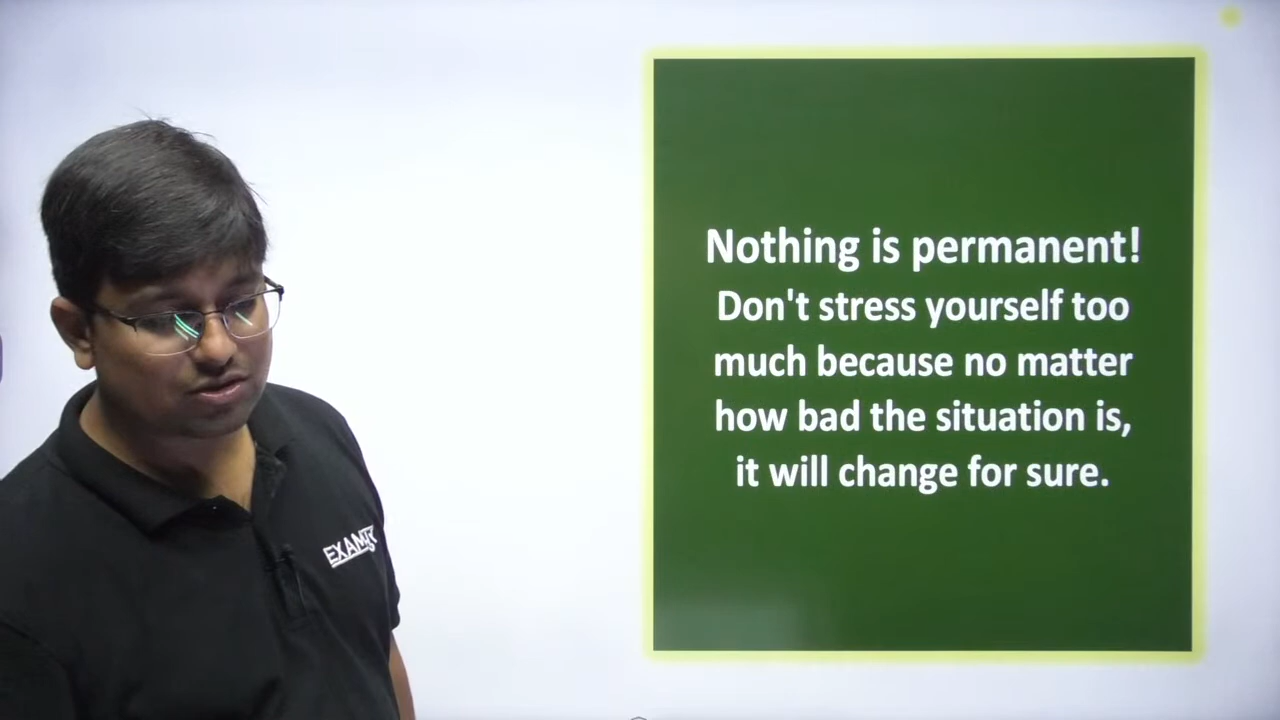 Nothing is permanent!
Don't stress yourself too
much because no matter
how bad the situation is,
it will change for sure.